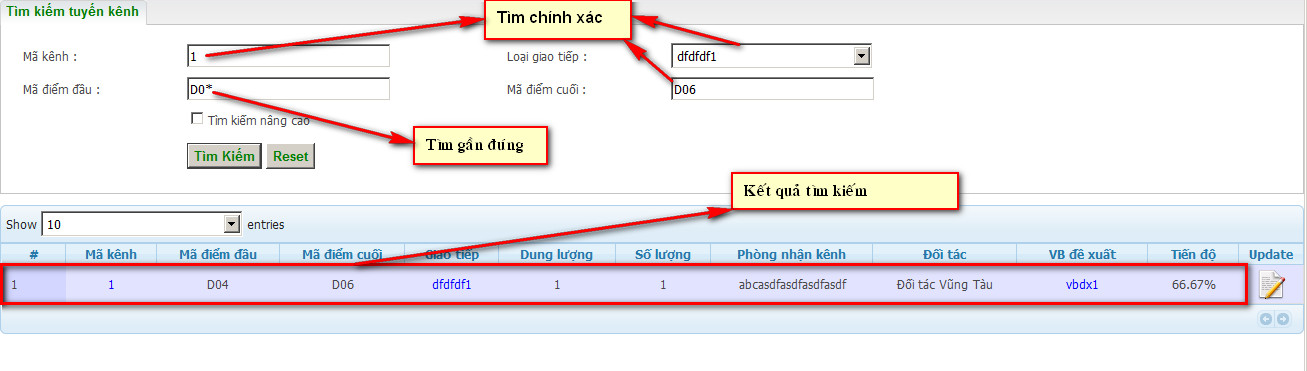 Tìm kiếm tuyến kênh
Tìm chính xác
Mã kênh : 1 Loại giao tiếp : dfdfdf1
Mã điểm đầu : D0* Mã điểm cuối : D06
Tìm kiếm nâng cao
Tìm gần đúng
Tìm Kiếm Reset
Kết quả tìm kiếm
Show 10 entries
# Mã kênh Mã điểm đầu Mã điểm cuối Giao tiếp Dung lượng Số lượng Phòng nhận kênh Đối tác VB đề xuất Tiến độ Update
1 1 D04 D06 dfdfdf1 1 1 abcasdfasdfasdfasdf Đối tác Vũng Tàu vbdx1 66.67%